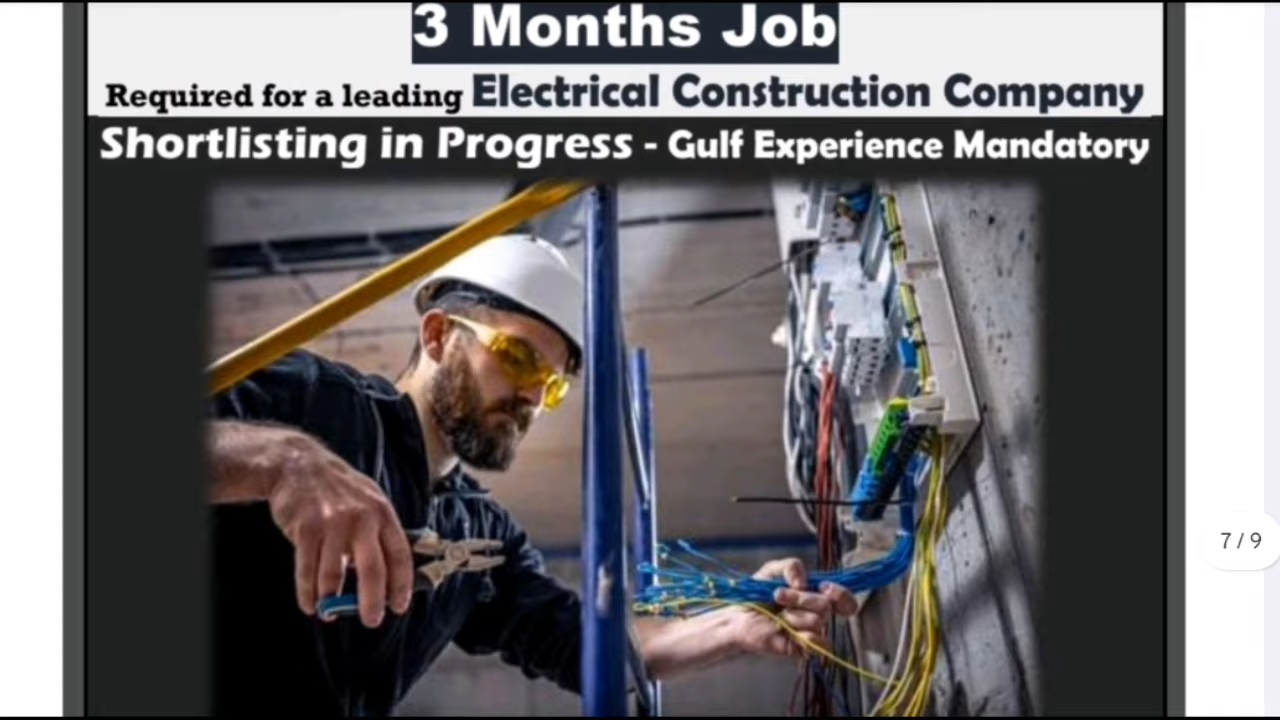 3 Months Job
Required for a leading Electrical Construction Company
Shortlisting in Progress - Gulf Experience Mandatory
7 / 9